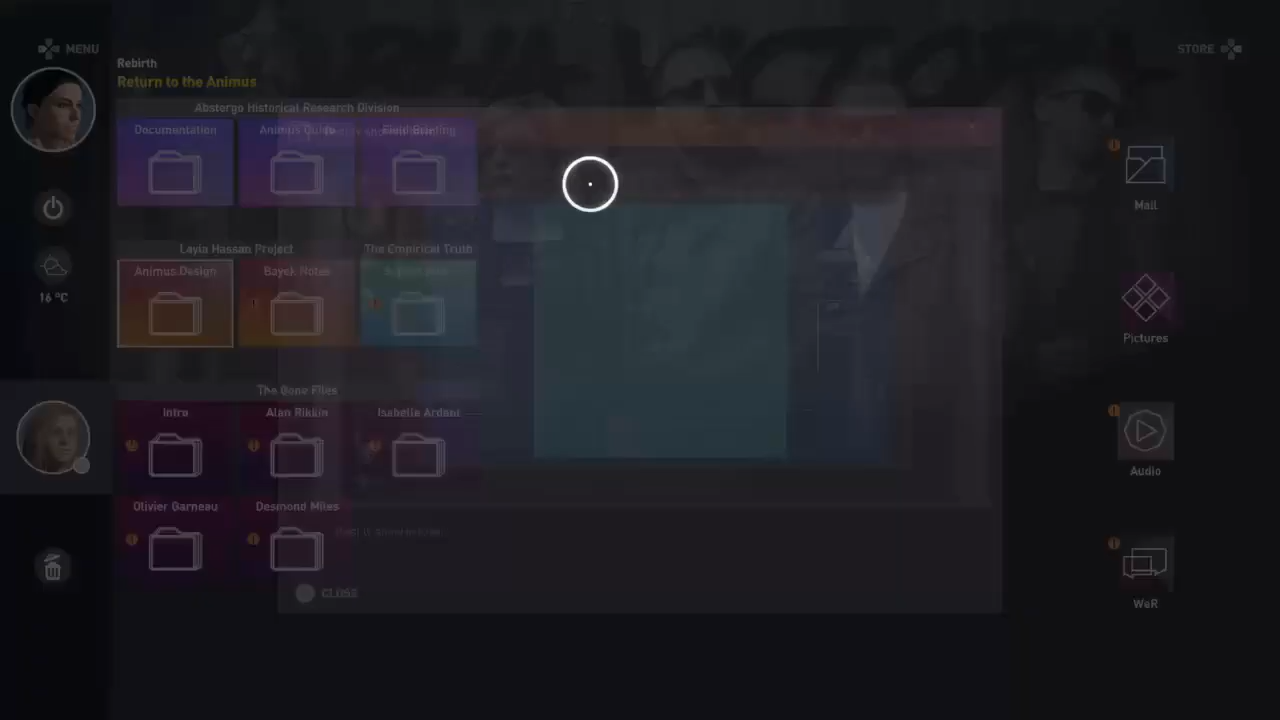 MENU
STORE
Rebirth
Return to the Animus
Abstergo Historical Research Division
Documentation
Animus Guide
Field Briefing
Layla Hassan Project
The Empirical Truth
Animus Design
Bayek Notes
The Gone Files
Intro
Alan Rikkin
Isabelle Ardant
Olivier Garneau
Desmond Miles
CLOSE
16 °C
Mail
Pictures
Audio
WaR